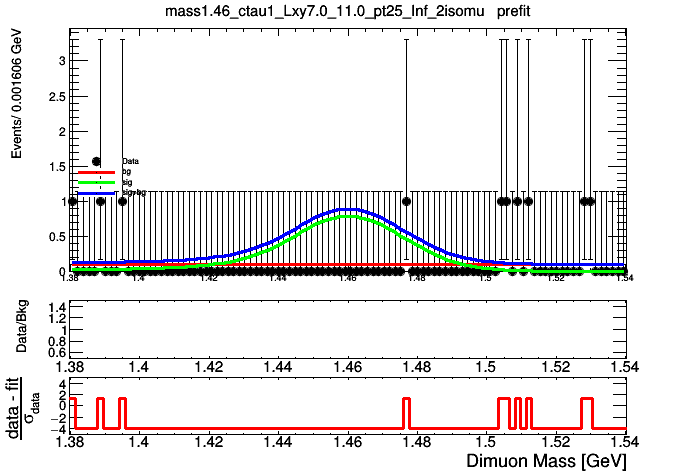 mass1.46_ctau1_Lxy7.0_11.0_pt25_Inf_2isomu prefit
Events/ 0.001606 GeV
3
2.5
2
1.5
1
0.5
0
Data
bg
sig
sig+bg
1.38 1.4 1.42 1.44 1.46 1.48 1.5 1.52 1.54
Data/Bkg
1.4
1.2
1
0.8
0.6
1.38 1.4 1.42 1.44 1.46 1.48 1.5 1.52 1.54
data - fit
σdata
4
2
0
−2
−4
1.38 1.4 1.42 1.44 1.46 1.48 1.5 1.52 1.54
Dimuon Mass [GeV]